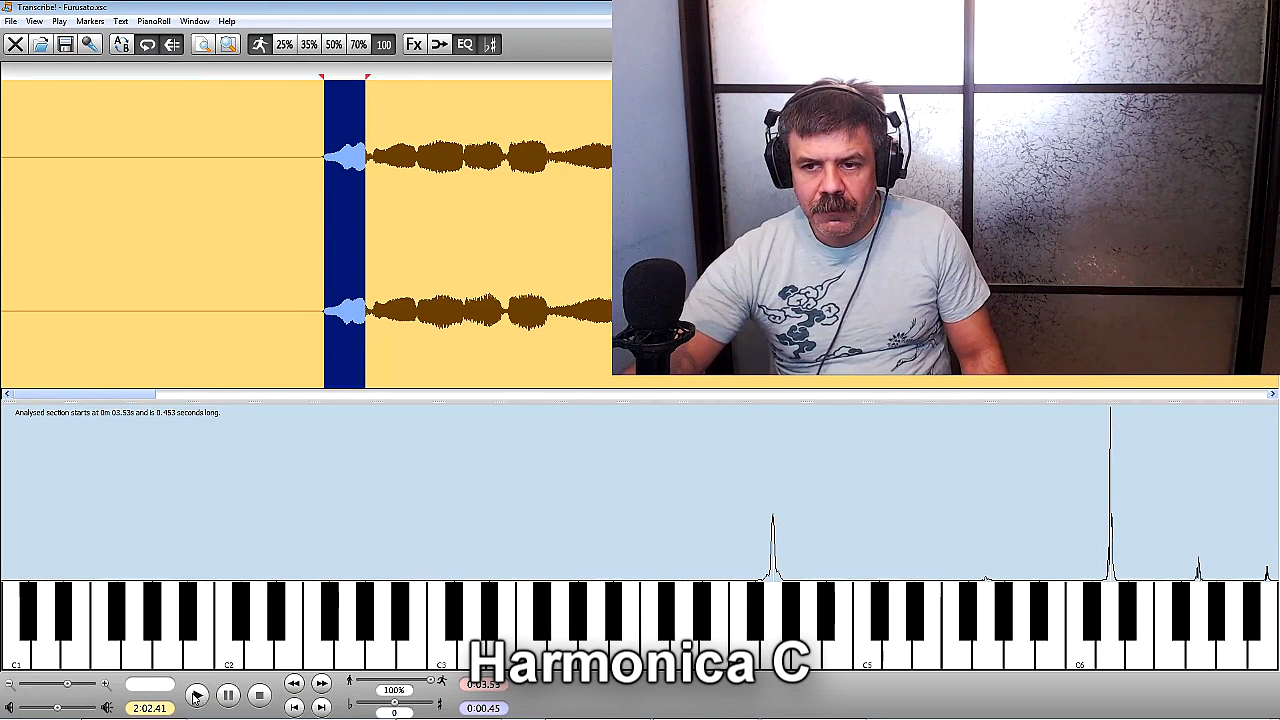 Transcribe! - Furusato.xsc
File View Play Markers Text PianoRoll Window Help
25% 35% 50% 70% 100 Fx EQ
Analysed section starts at 0m 03.53s and is 0.453 seconds long.
C1 C2 C3 C5 C6
Harmonica C
100% 0:03.53
2:02.41 0 0:00.45